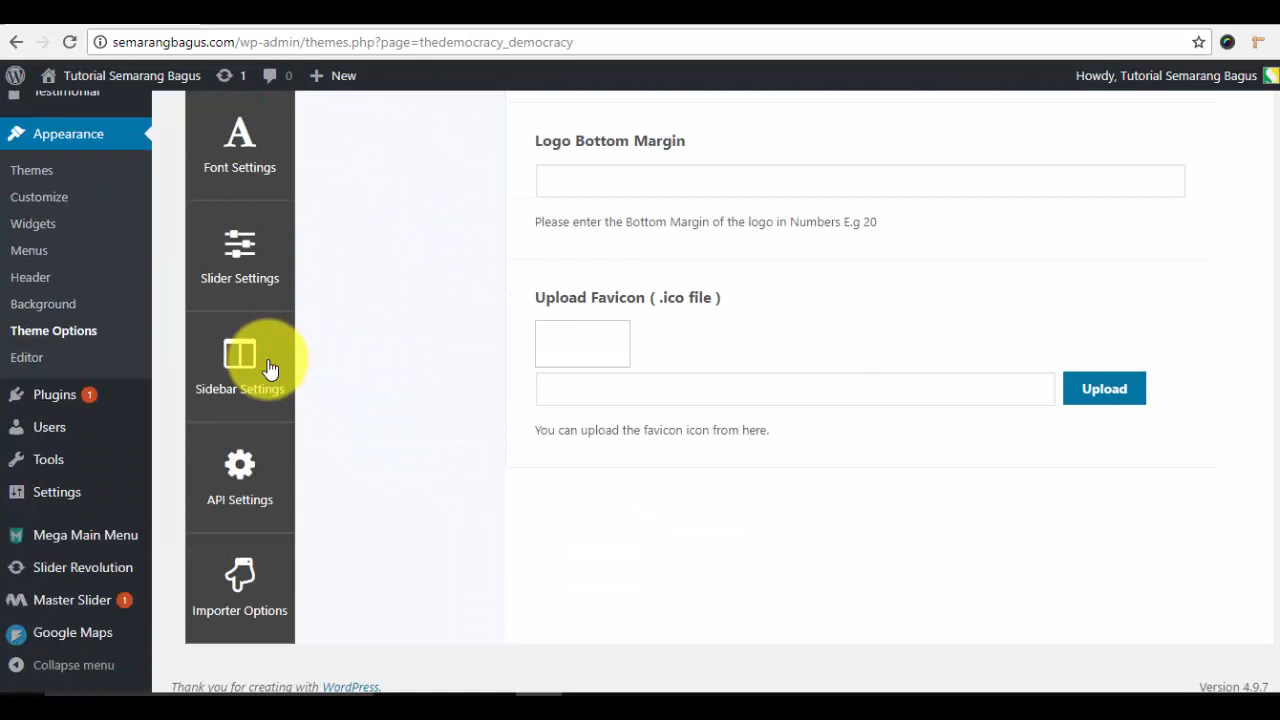 semarangbagus.com/wp-admin/themes.php?page=thedemocracy_democracy
Tutorial Semarang Bagus 1 0 New Howdy, Tutorial Semarang Bagus
Testimonial
Appearance
Themes
Customize
Widgets
Menus
Header
Background
Theme Options
Editor
Plugins 1
Users
Tools
Settings
Mega Main Menu
Slider Revolution
Master Slider 1
Google Maps
Collapse menu
A
Font Settings
Slider Settings
Sidebar Settings
API Settings
Importer Options
Logo Bottom Margin
Please enter the Bottom Margin of the logo in Numbers E.g 20
Upload Favicon ( .ico file )
Upload
You can upload the favicon icon from here.
Thank you for creating with WordPress. Version 4.9.7